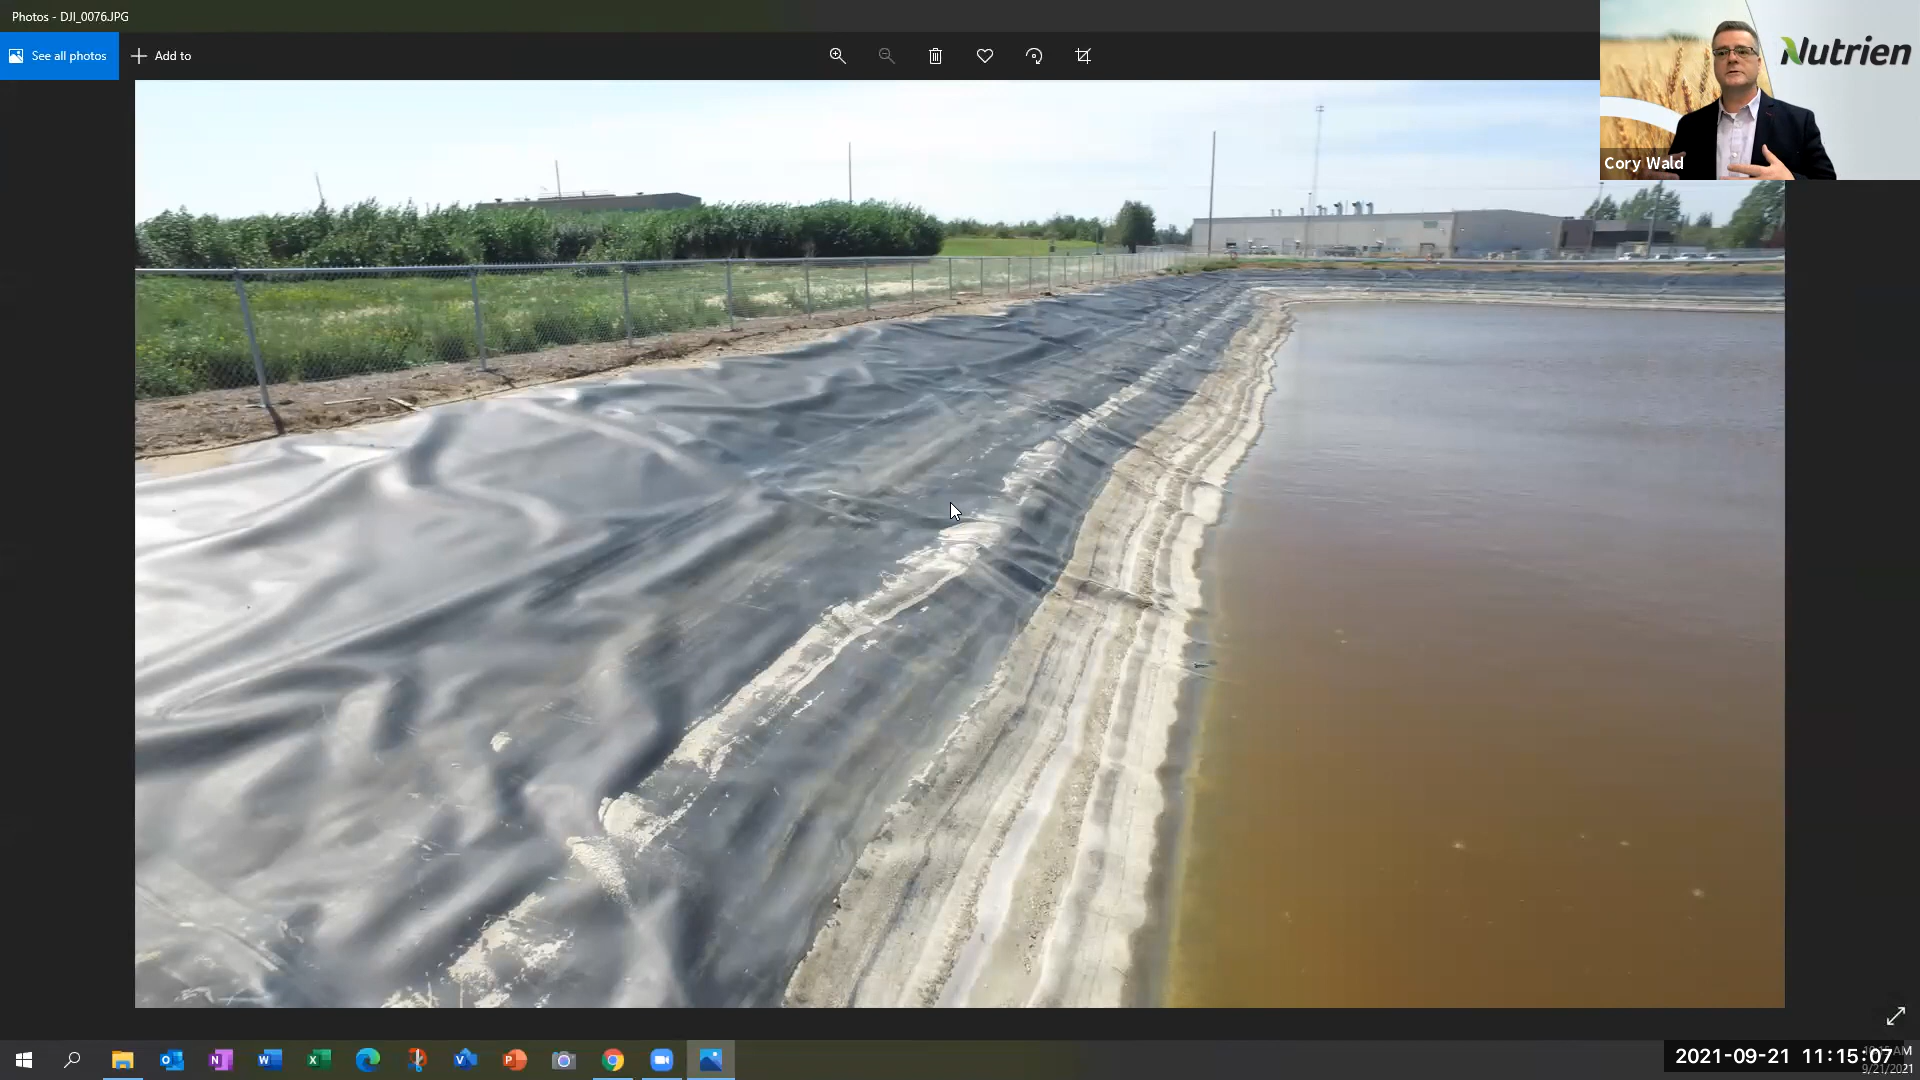 Photos - DJI_0076.JPG
See all photos
Add to
Nutrien
Cory Wald
2021-09-21 11:15:07
9/21/2021